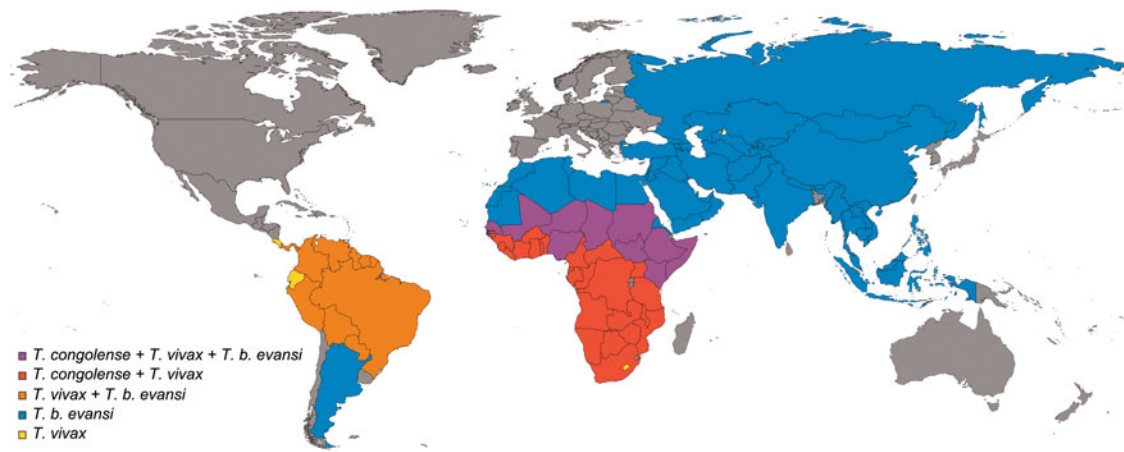 T. congolense + T. vivax + T. b. evansi
T. congolense + T. vivax
T. vivax + T. b. evansi
T. b. evansi
T. vivax